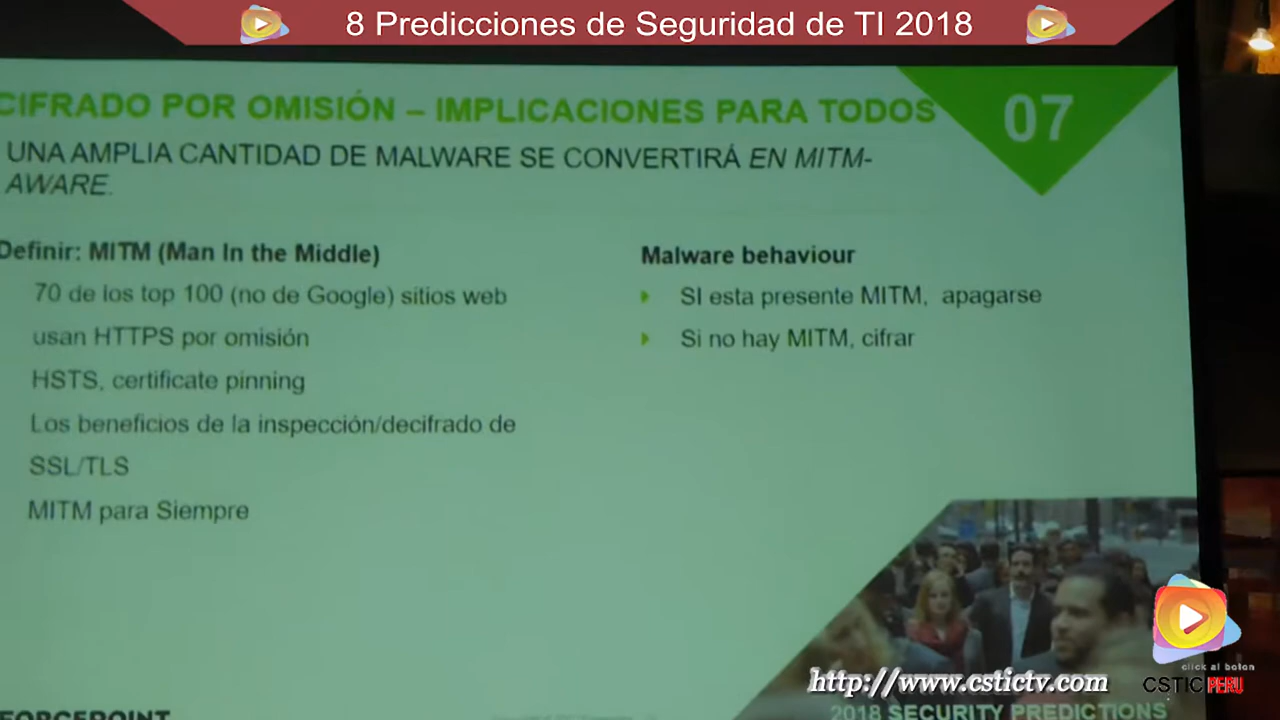 8 Predicciones de Seguridad de TI 2018
CIFRADO POR OMISIÓN – IMPLICACIONES PARA TODOS
07
UNA AMPLIA CANTIDAD DE MALWARE SE CONVERTIRÁ EN MITM-
AWARE.
Definir: MITM (Man In the Middle)
70 de los top 100 (no de Google) sitios web
usan HTTPS por omisión
HSTS, certificate pinning
Los beneficios de la inspección/decifrado de
SSL/TLS
MITM para Siempre
Malware behaviour
SI esta presente MITM, apagarse
Si no hay MITM, cifrar
http://www.cstictv.com
click al boton
CSTIC PERU
FORCEPOINT
2018 SECURITY PREDICTIONS